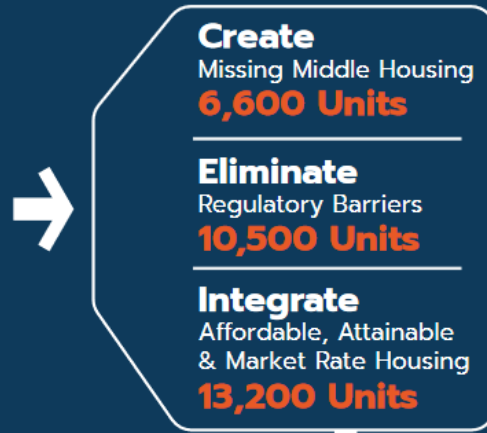 Create
Missing Middle Housing
6,600 Units
Eliminate
Regulatory Barriers
10,500 Units
Integrate
Affordable, Attainable
& Market Rate Housing
13,200 Units